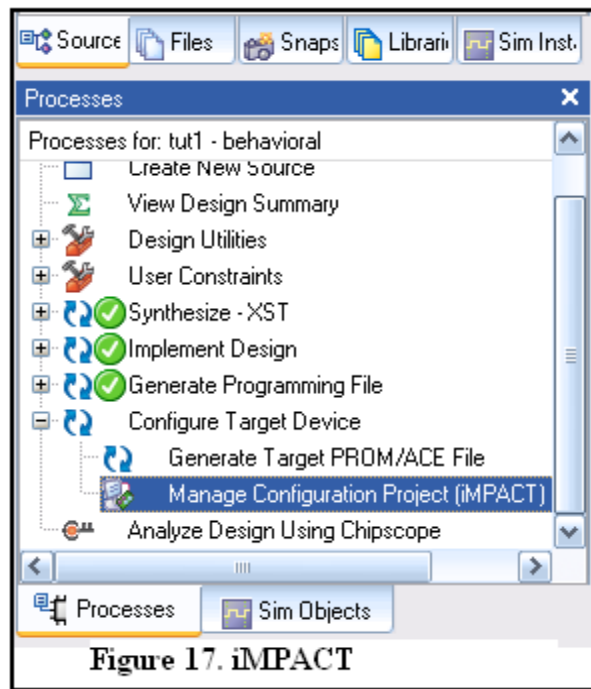 Source Files Snaps Librari Sim Inst
Processes
Processes for: tut1 - behavioral
Create New Source
View Design Summary
Design Utilities
User Constraints
Synthesize - XST
Implement Design
Generate Programming File
Configure Target Device
Generate Target PROM/ACE File
Manage Configuration Project (iMPACT)
Analyze Design Using Chipscope
Processes Sim Objects
Figure 17. iMPACT